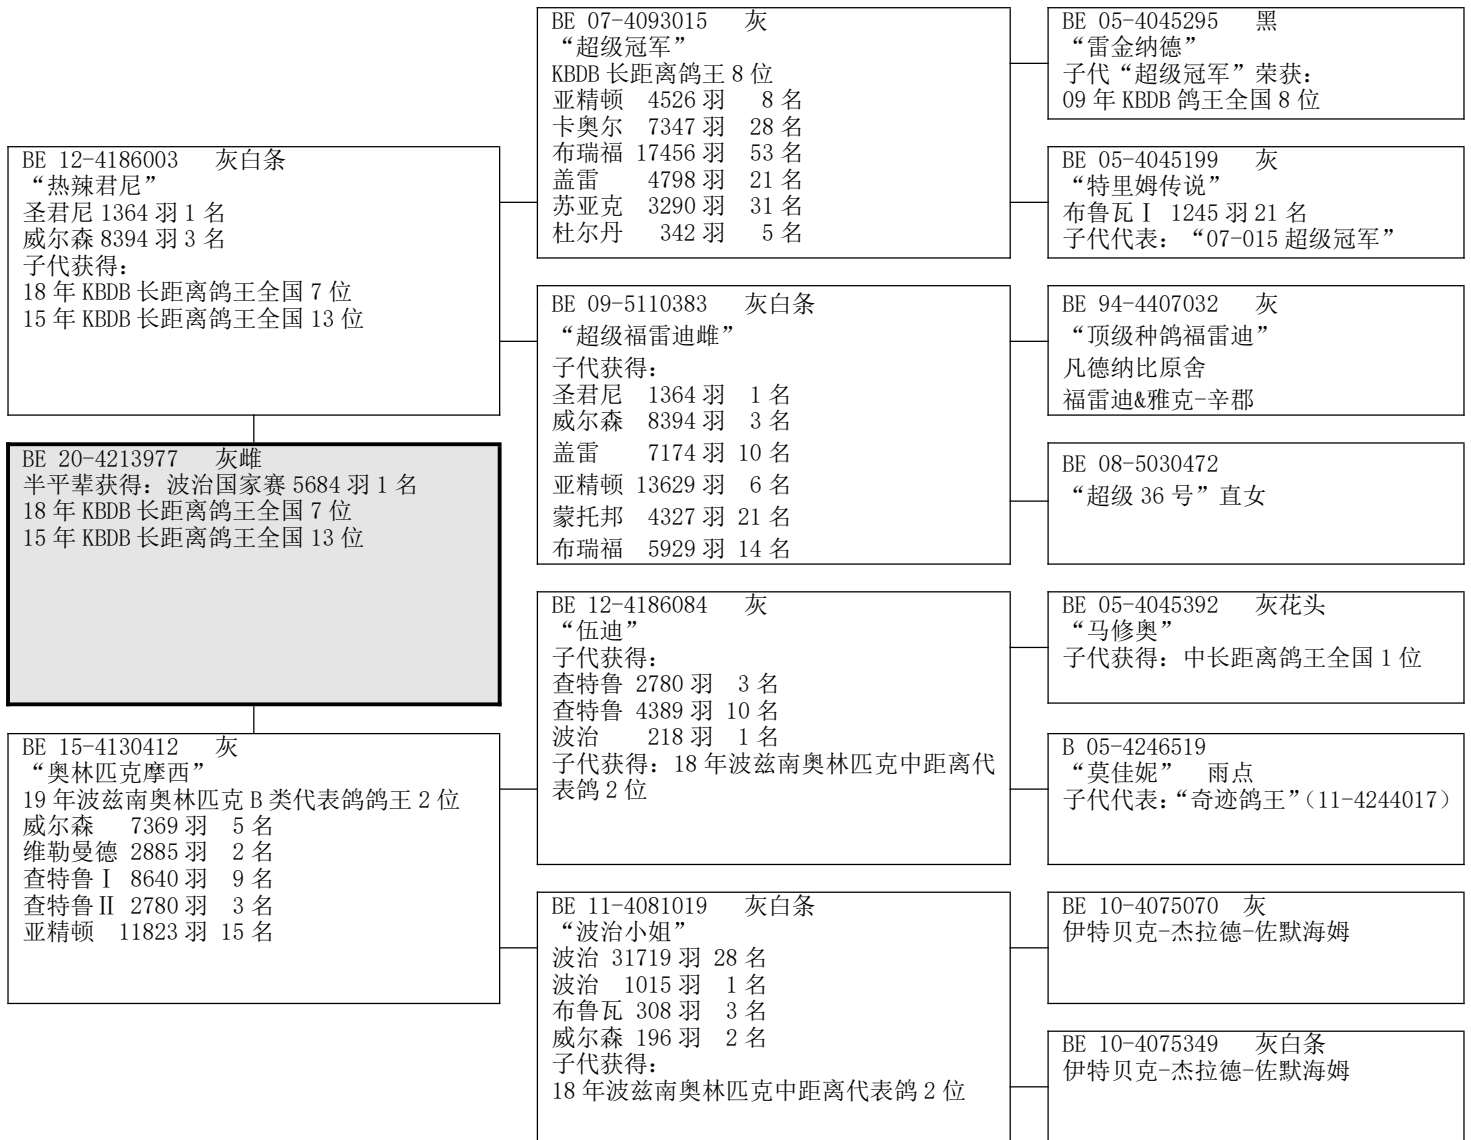 BE 12-4186003 灰白条
“热辣君尼”
圣君尼 1364 羽 1 名
威尔森 8394 羽 3 名
子代获得：
18 年 KBDB 长距离鸽王全国 7 位
15 年 KBDB 长距离鸽王全国 13 位
BE 20-4213977 灰雌
半平辈获得：波治国家赛 5684 羽 1 名
18 年 KBDB 长距离鸽王全国 7 位
15 年 KBDB 长距离鸽王全国 13 位
BE 15-4130412 灰
“奥林匹克摩西”
19 年波兹南奥林匹克 B 类代表鸽鸽王 2 位
威尔森 7369 羽 5 名
维勒曼德 2885 羽 2 名
查特鲁Ⅰ 8640 羽 9 名
查特鲁Ⅱ 2780 羽 3 名
亚精顿 11823 羽 15 名
BE 07-4093015 灰
“超级冠军”
KBDB 长距离鸽王 8 位
亚精顿 4526 羽 8 名
卡奥尔 7347 羽 28 名
布瑞福 17456 羽 53 名
盖雷 4798 羽 21 名
苏亚克 3290 羽 31 名
杜尔丹 342 羽 5 名
BE 09-5110383 灰白条
“超级福雷迪雌”
子代获得：
圣君尼 1364 羽 1 名
威尔森 8394 羽 3 名
盖雷 7174 羽 10 名
亚精顿 13629 羽 6 名
蒙托邦 4327 羽 21 名
布瑞福 5929 羽 14 名
BE 12-4186084 灰
“伍迪”
子代获得：
查特鲁 2780 羽 3 名
查特鲁 4389 羽 10 名
波治 218 羽 1 名
子代获得：18 年波兹南奥林匹克中距离代
表鸽 2 位
BE 11-4081019 灰白条
“波治小姐”
波治 31719 羽 28 名
波治 1015 羽 1 名
布鲁瓦 308 羽 3 名
威尔森 196 羽 2 名
子代获得：
18 年波兹南奥林匹克中距离代表鸽 2 位
BE 05-4045295 黑
“雷金纳德”
子代“超级冠军”荣获：
09 年 KBDB 鸽王全国 8 位
BE 05-4045199 灰
“特里姆传说”
布鲁瓦Ⅰ 1245 羽 21 名
子代代表：“07-015 超级冠军”
BE 94-4407032 灰
“顶级种鸽福雷迪”
凡德纳比原舍
福雷迪&雅克-辛郡
BE 08-5030472
“超级 36 号”直女
BE 05-4045392 灰花头
“马修奥”
子代获得：中长距离鸽王全国 1 位
B 05-4246519
“莫佳妮” 雨点
子代代表：“奇迹鸽王”（11-4244017）
BE 10-4075070 灰
伊特贝克-杰拉德-佐默海姆
BE 10-4075349 灰白条
伊特贝克-杰拉德-佐默海姆